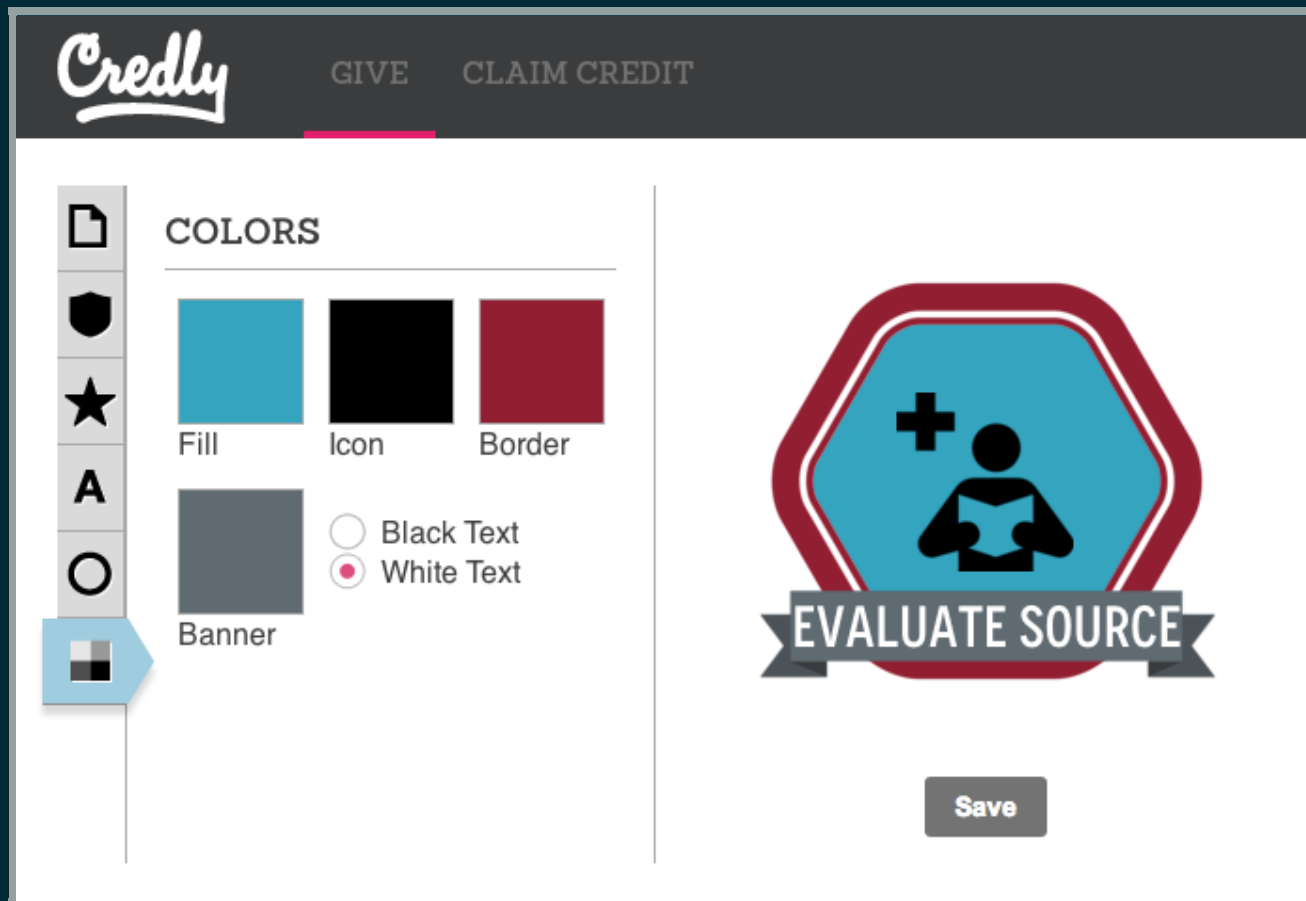 Credly GIVE CLAIM CREDIT
COLORS
Fill Icon Border
Black Text
White Text
Banner
A
EVALUATE SOURCE
Save